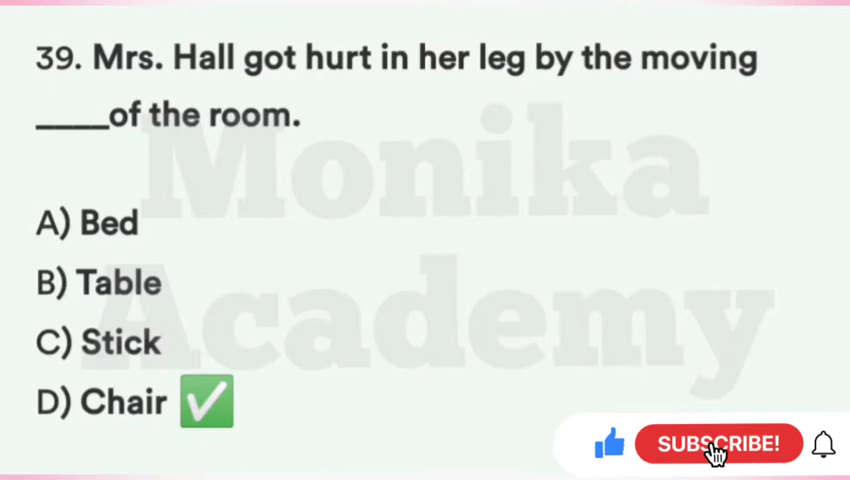 39. Mrs. Hall got hurt in her leg by the moving
____of the room.
A) Bed
B) Table
C) Stick
D) Chair
Monika
Academy
SUBSCRIBE!